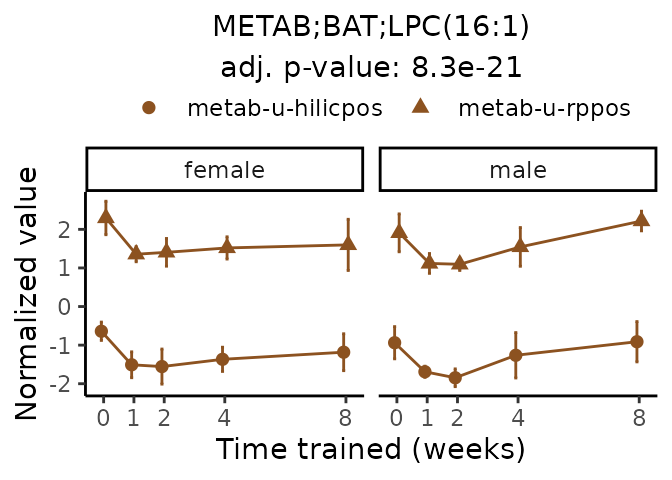 METAB;BAT;LPC(16:1)
adj. p-value: 8.3e-21
metab-u-hilicpos metab-u-rppos
female male
Normalized value
2
1
0
-1
-2
0 1 2 4 8 0 1 2 4 8
Time trained (weeks)